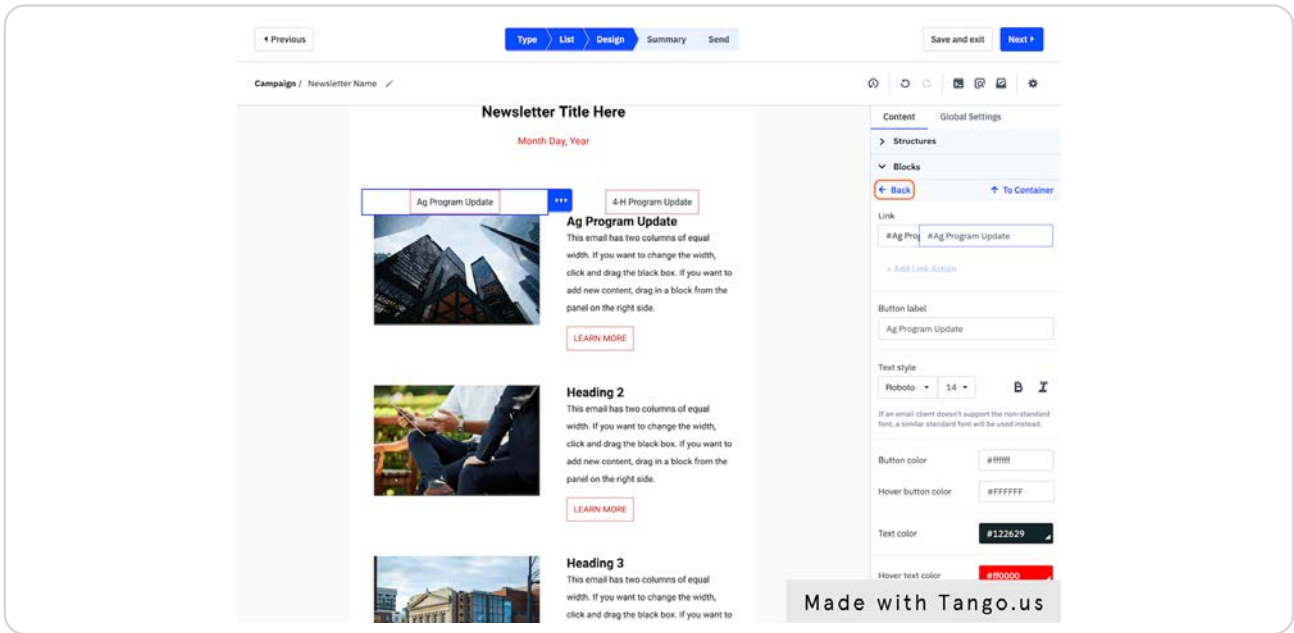 Previous
Type List Design Summary Send
Save and exit
Next
Campaign / Newsletter Name
Newsletter Title Here
Month Day, Year
Ag Program Update
4-H Program Update
Ag Program Update
This email has two columns of equal
width. If you want to change the width,
click and drag the black box. If you want to
add new content, drag in a block from the
panel on the right side.
LEARN MORE
Heading 2
This email has two columns of equal
width. If you want to change the width,
click and drag the black box. If you want to
add new content, drag in a block from the
panel on the right side.
LEARN MORE
Heading 3
This email has two columns of equal
width. If you want to change the width,
click and drag the black box. If you want to
Content Global Settings
Structures
Blocks
Back
To Container
Link
#Ag Prog #Ag Program Update
+ Add Link Action
Button label
Ag Program Update
Text style
Roboto 14 B I
If an email client doesn't support the non-standard
font, a similar standard font will be used instead.
Button color #ffffff
Hover button color #FFFFFF
Text color #122629
Hover text color #ff0000
Made with Tango.us